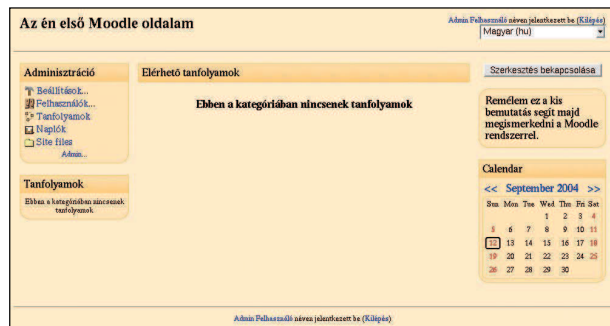 Az én első Moodle oldalam
Admin Felhasználó néven jelentkezett be (Kilépés)
Magyar (hu)
Adminisztráció
Beállítások...
Felhasználók...
Tanfolyamok
Naplók
Site files
Admin...
Tanfolyamok
Ebben a kategóriában nincsenek
tanfolyamok
Elérhető tanfolyamok
Ebben a kategóriában nincsenek tanfolyamok
Szerkesztés bekapcsolása
Remélem ez a kis
bemutatás segít majd
megismerkedni a Moodle
rendszerrel.
Calendar
<< September 2004 >>
Sun Mon Tue Wed Thu Fri Sat
1 2 3 4
5 6 7 8 9 10 11
12 13 14 15 16 17 18
19 20 21 22 23 24 25
26 27 28 29 30
Admin Felhasználó néven jelentkezett be (Kilépés)